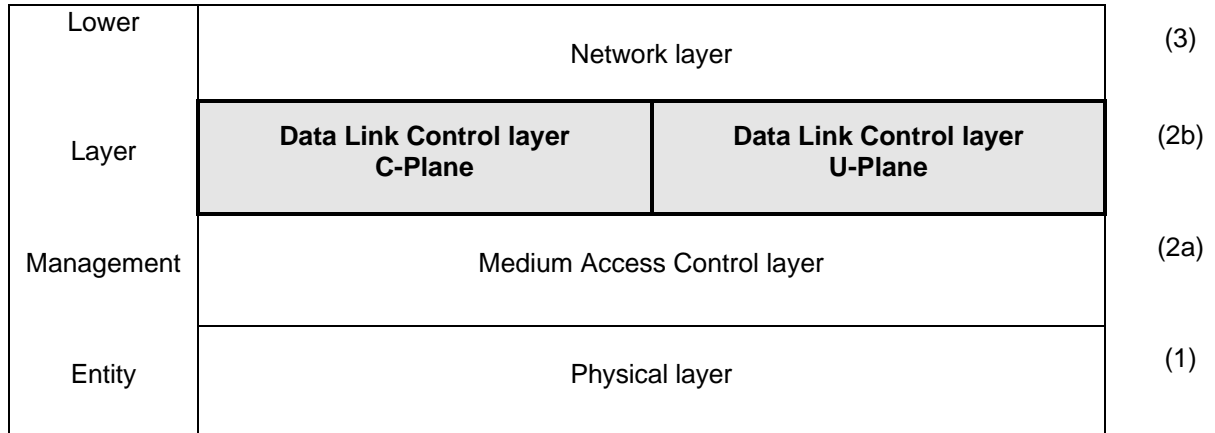 Lower
Network layer
(3)
Layer
Data Link Control layer
C-Plane
Data Link Control layer
U-Plane
(2b)
Management
Medium Access Control layer
(2a)
Entity
Physical layer
(1)